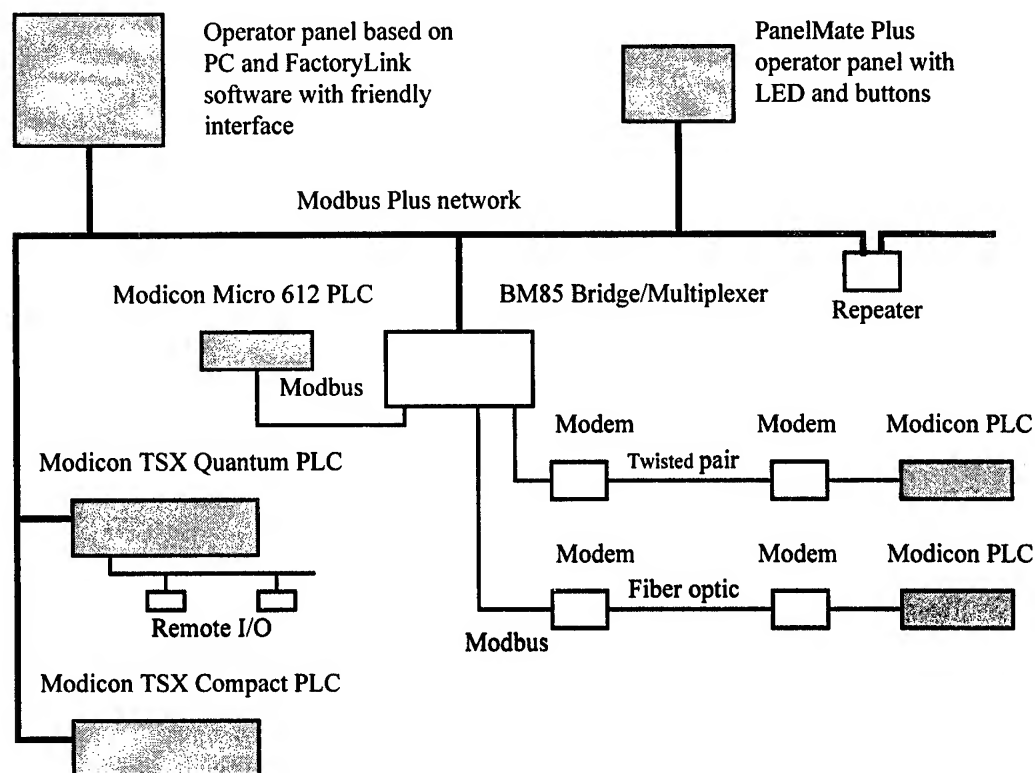 Operator panel based on
PC and FactoryLink
software with friendly
interface
PanelMate Plus
operator panel with
LED and buttons
Modbus Plus network
Modicon Micro 612 PLC
BM85 Bridge/Multiplexer
Repeater
Modbus
Modem
Modem
Modicon PLC
Twisted pair
Modicon TSX Quantum PLC
Modem
Modem
Modicon PLC
Fiber optic
Remote I/O
Modbus
Modicon TSX Compact PLC